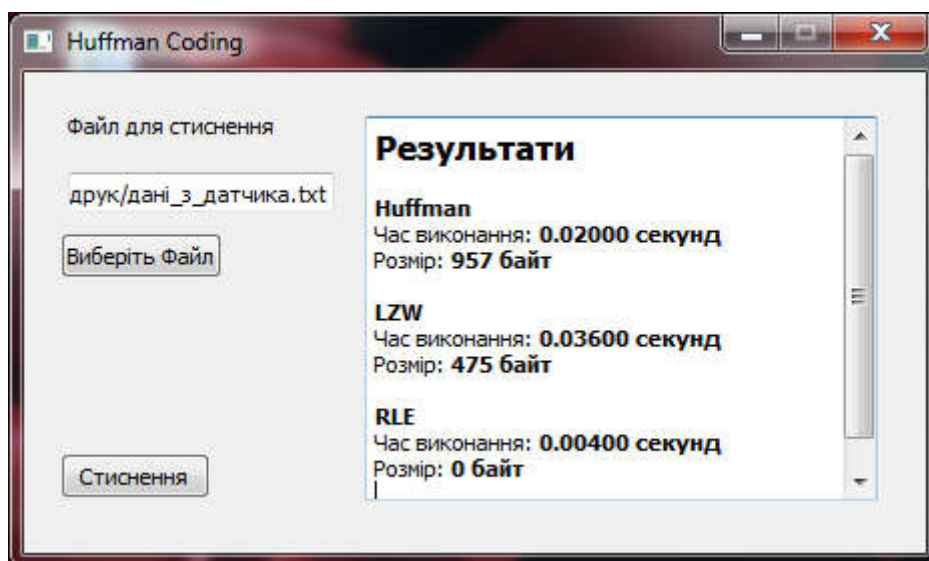 Huffman Coding
Файл для стиснення
друк/дані_з_датчика.txt
Виберіть Файл
Стиснення
Результати
Huffman
Час виконання: 0.02000 секунд
Розмір: 957 байт
LZW
Час виконання: 0.03600 секунд
Розмір: 475 байт
RLE
Час виконання: 0.00400 секунд
Розмір: 0 байт